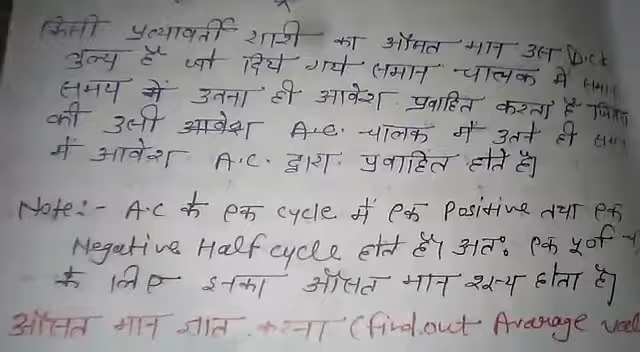 किसी प्रत्यावर्ती राशी का औसत मान उस D.C.
तुल्य है जो दिये गये समान चालक में समान
समय में उतना ही आवेश प्रवाहित करता है जितना
की उसी आवेश A.C. चालक में उतने ही समय
में आवेश A.C. द्वारा प्रवाहित होते है।
Note:- A.C के एक cycle में एक Positive तथा एक
Negative Half cycle होते है। अतः एक पूर्ण
के लिए इनका औसत मान शून्य होता है।
औसत मान ज्ञात करना (find out Avarage